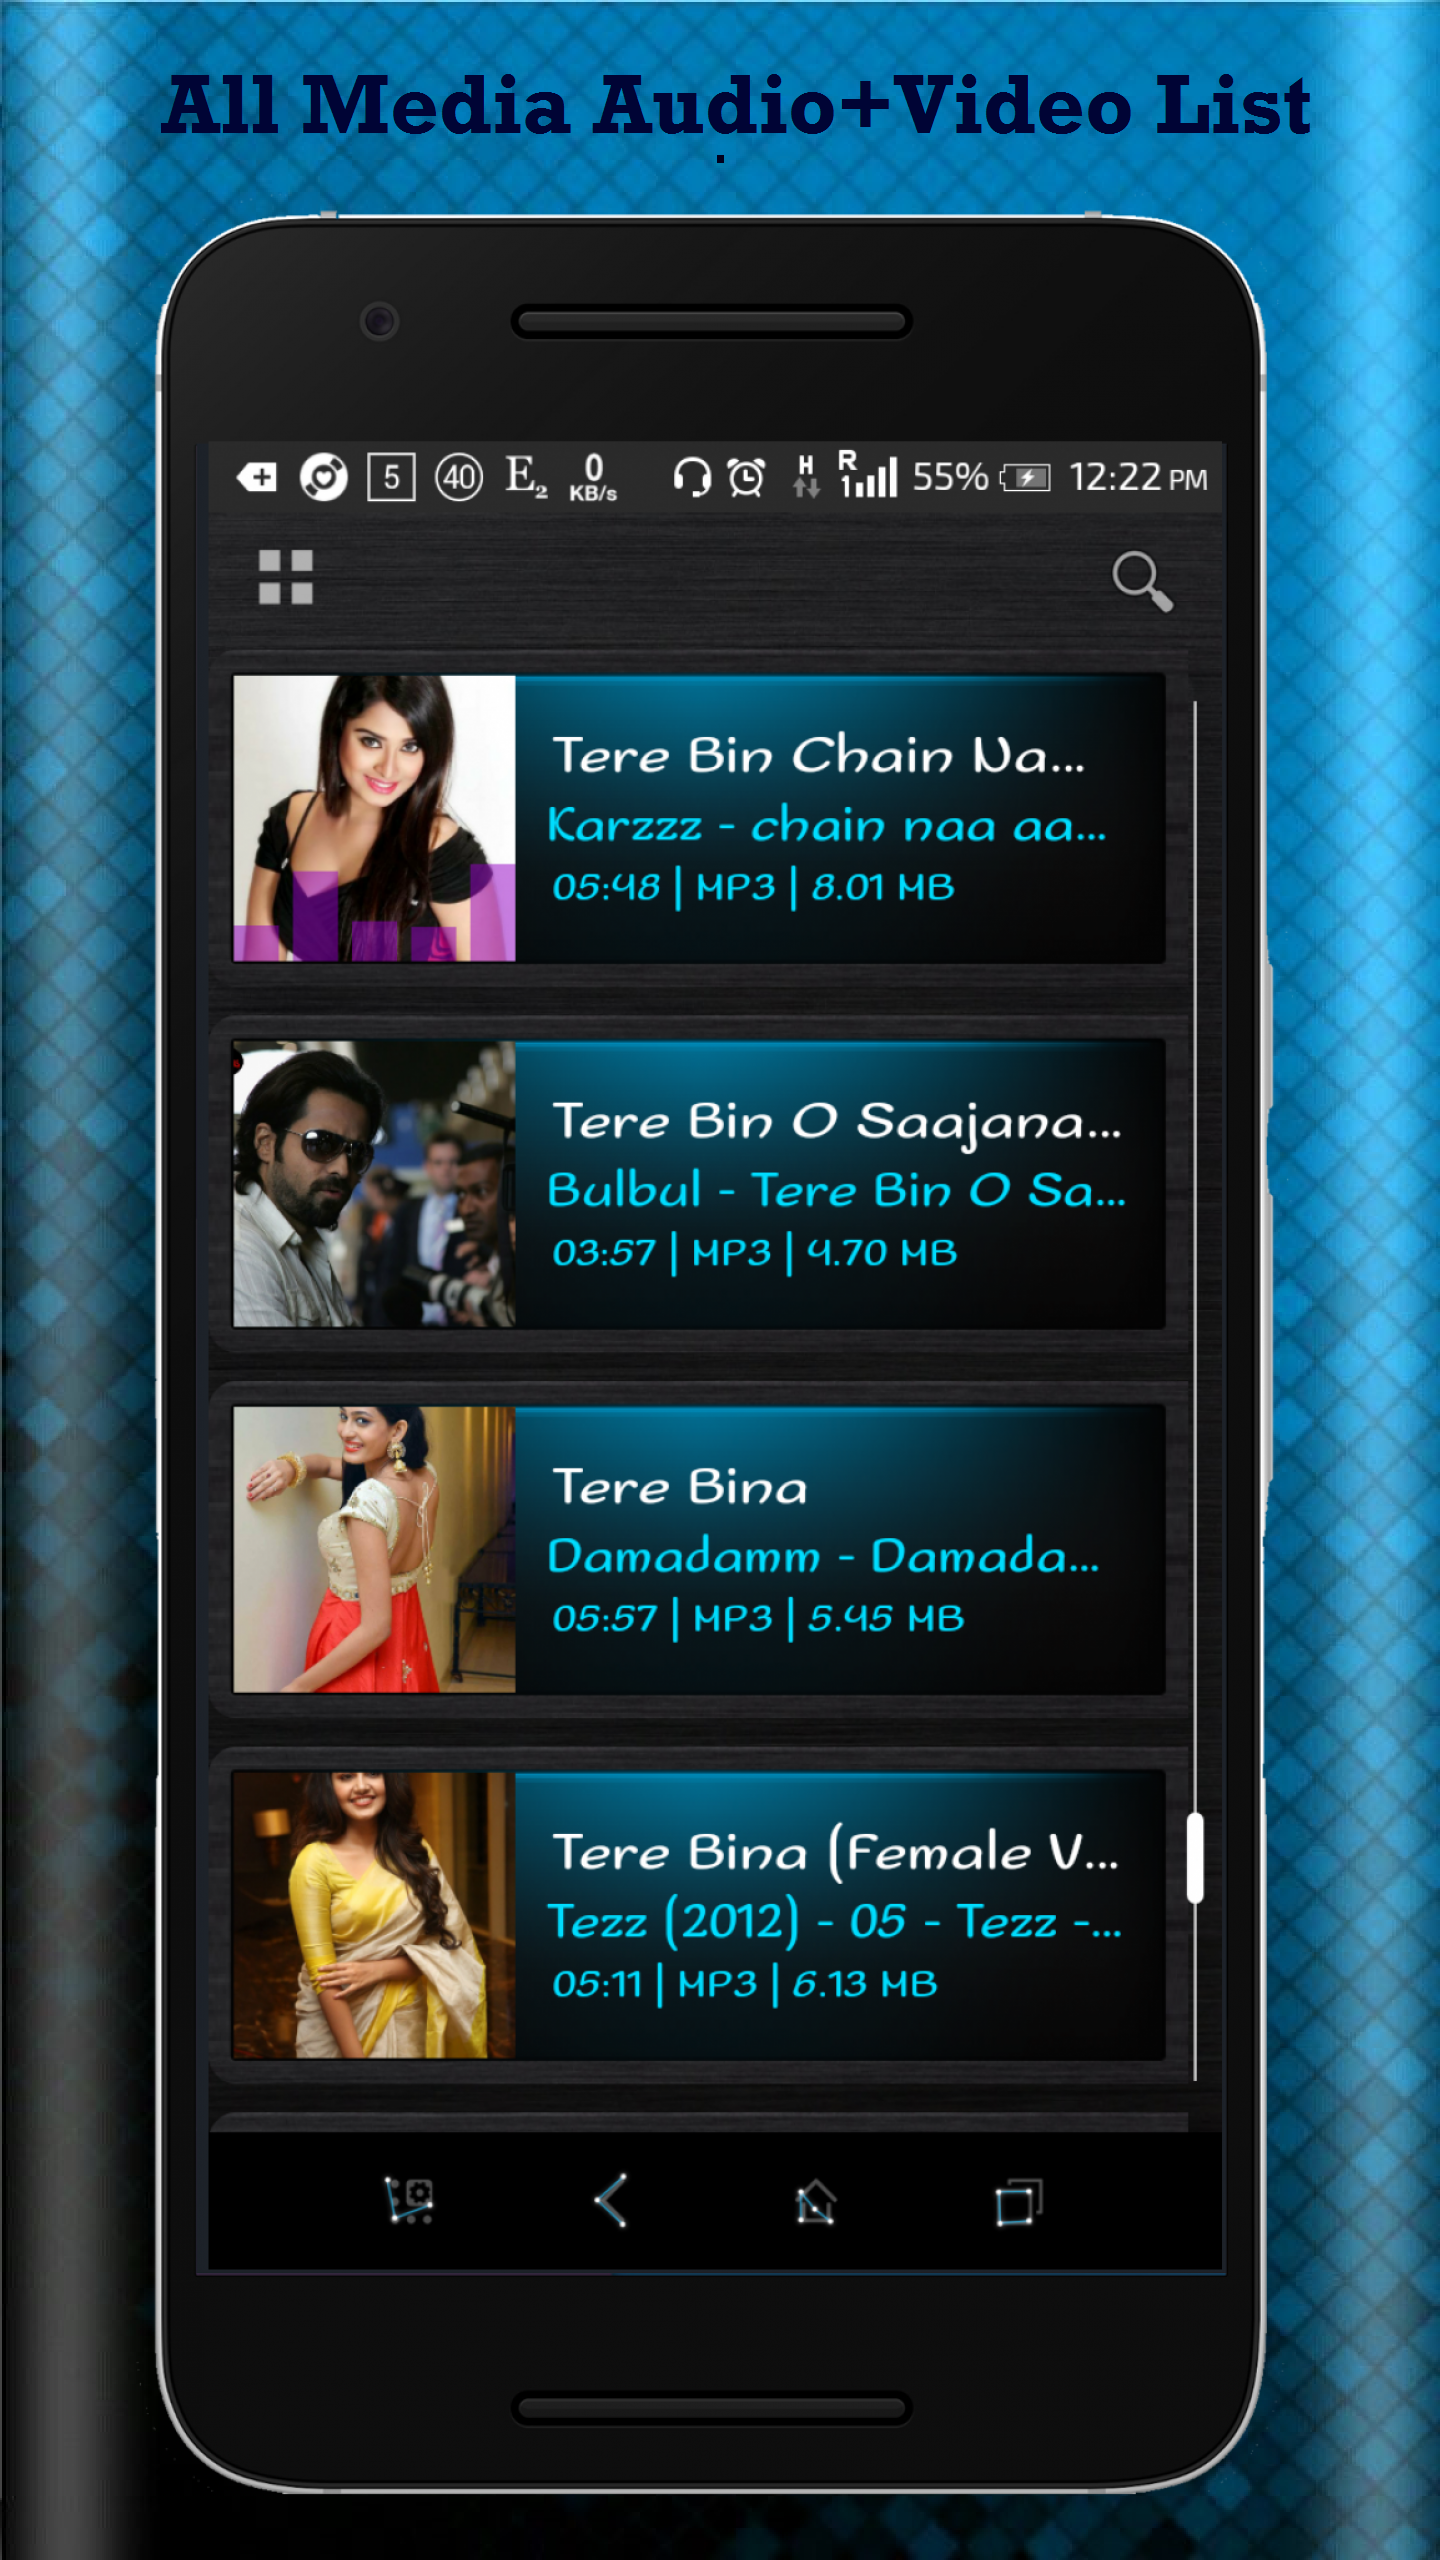 All Media Audio+Video List
5 40 E2 0 KB/s H R 1 55% 12:22 PM
Tere Bin Chain Na...
Karzzz - chain naa aa...
05:48 | MP3 | 8.01 MB
Tere Bin O Saajana...
Bulbul - Tere Bin O Sa...
03:57 | MP3 | 4.70 MB
Tere Bina
Damadamm - Damada...
05:57 | MP3 | 5.45 MB
Tere Bina (Female V...
Tezz (2012) - 05 - Tezz -...
05:11 | MP3 | 6.13 MB